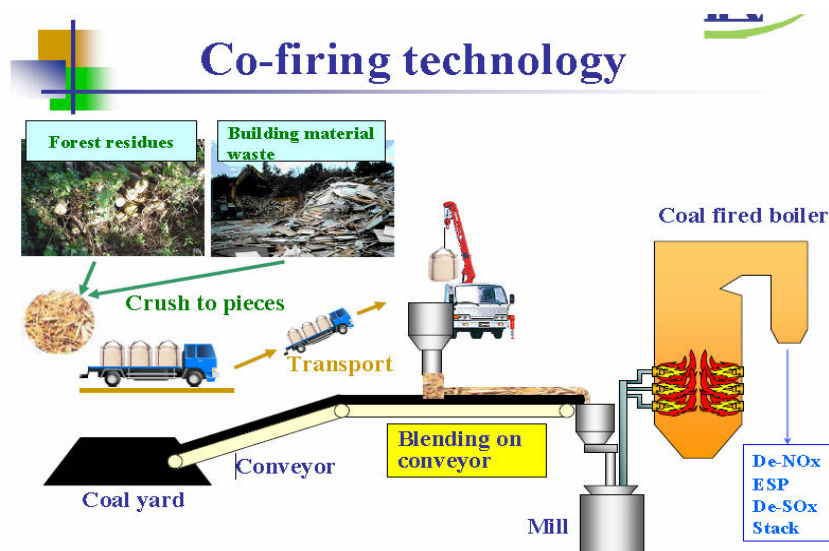 Co-firing technology
Forest residues
Building material
waste
Coal fired boiler
Crush to pieces
Transport
Blending on
conveyor
Conveyor
Coal yard
Mill
De-NOx
ESP
De-SOx
Stack